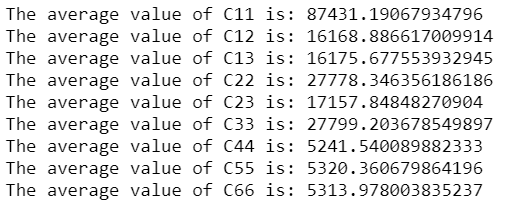 The average value of C11 is: 87431.19067934796
The average value of C12 is: 16168.886617009914
The average value of C13 is: 16175.677553932945
The average value of C22 is: 27778.346356186186
The average value of C23 is: 17157.84848270904
The average value of C33 is: 27799.203678549897
The average value of C44 is: 5241.540089882333
The average value of C55 is: 5320.360679864196
The average value of C66 is: 5313.978003835237